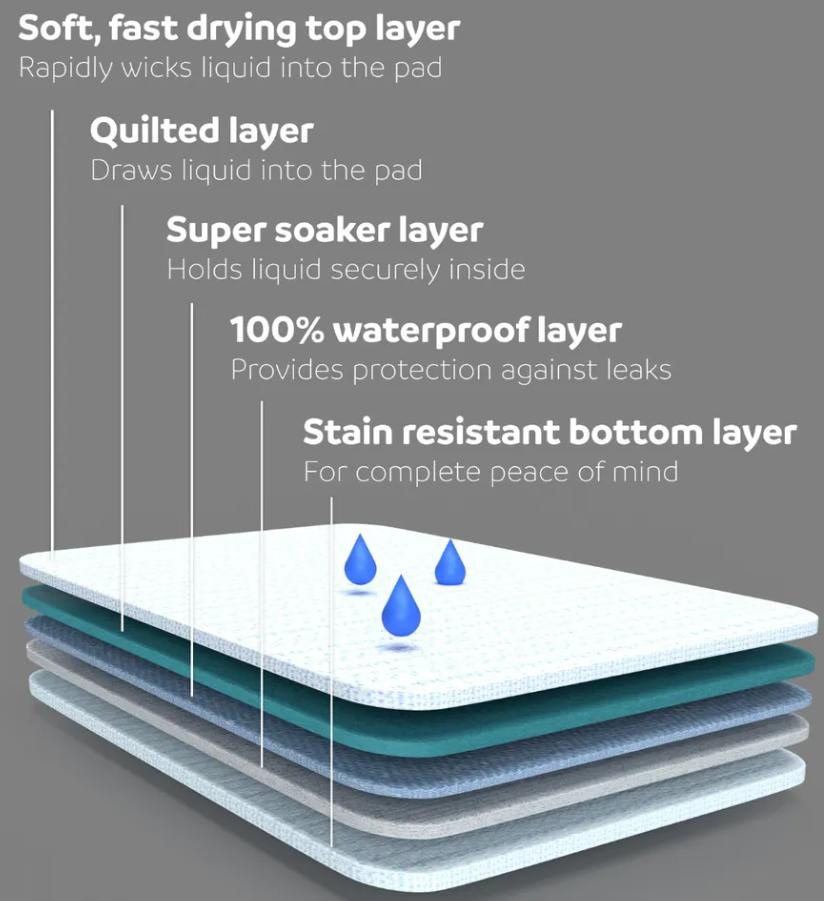 Soft, fast drying top layer
Rapidly wicks liquid into the pad
Quilted layer
Draws liquid into the pad
Super soaker layer
Holds liquid securely inside
100% waterproof layer
Provides protection against leaks
Stain resistant bottom layer
For complete peace of mind